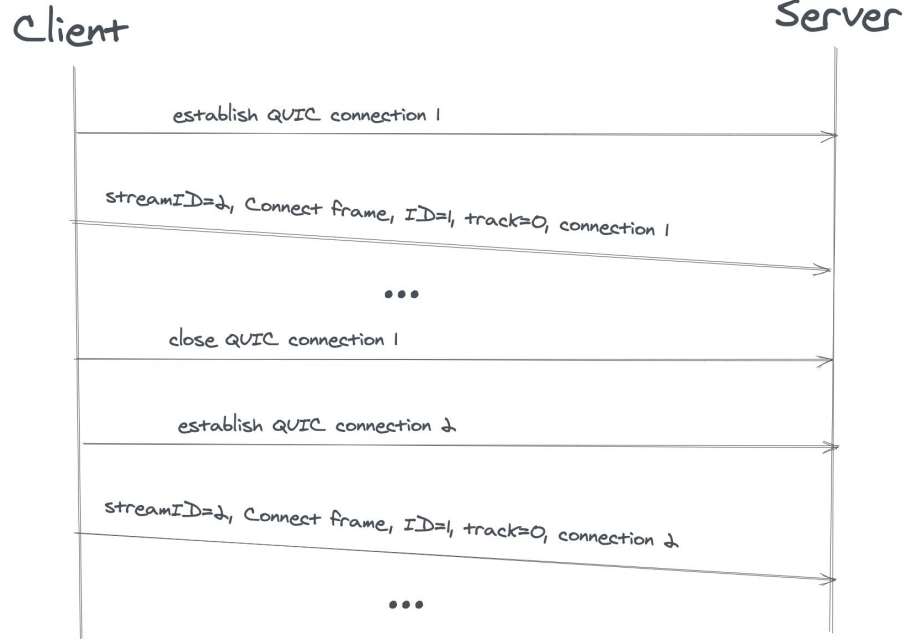 Client
Server
establish QUIC connection 1
streamID=2, Connect frame, ID=1, track=0, connection 1
...
close QUIC connection 1
establish QUIC connection 2
streamID=2, Connect frame, ID=1, track=0, connection 2
...